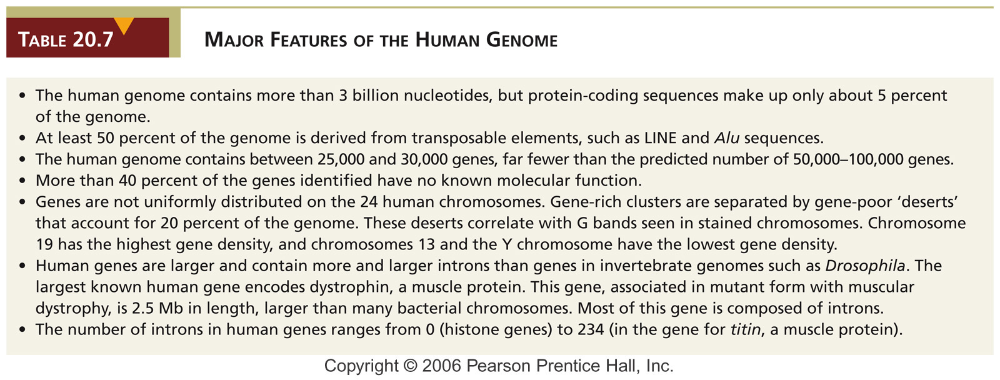 TABLE 20.7
MAJOR FEATURES OF THE HUMAN GENOME
• The human genome contains more than 3 billion nucleotides, but protein-coding sequences make up only about 5 percent
of the genome.
• At least 50 percent of the genome is derived from transposable elements, such as LINE and Alu sequences.
• The human genome contains between 25,000 and 30,000 genes, far fewer than the predicted number of 50,000–100,000 genes.
• More than 40 percent of the genes identified have no known molecular function.
• Genes are not uniformly distributed on the 24 human chromosomes. Gene-rich clusters are separated by gene-poor ‘deserts’
that account for 20 percent of the genome. These deserts correlate with G bands seen in stained chromosomes. Chromosome
19 has the highest gene density, and chromosomes 13 and the Y chromosome have the lowest gene density.
• Human genes are larger and contain more and larger introns than genes in invertebrate genomes such as Drosophila. The
largest known human gene encodes dystrophin, a muscle protein. This gene, associated in mutant form with muscular
dystrophy, is 2.5 Mb in length, larger than many bacterial chromosomes. Most of this gene is composed of introns.
• The number of introns in human genes ranges from 0 (histone genes) to 234 (in the gene for titin, a muscle protein).
Copyright © 2006 Pearson Prentice Hall, Inc.